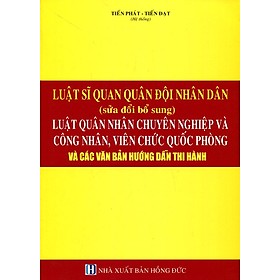 TIẾN PHÁT - TIẾN ĐẠT
(Hệ thống)
LUẬT SĨ QUAN QUÂN ĐỘI NHÂN DÂN
(sửa đổi bổ sung)
LUẬT QUÂN NHÂN CHUYÊN NGHIỆP VÀ
CÔNG NHÂN, VIÊN CHỨC QUỐC PHÒNG
VÀ CÁC VĂN BẢN HƯỚNG DẪN THI HÀNH
NHÀ XUẤT BẢN HỒNG ĐỨC